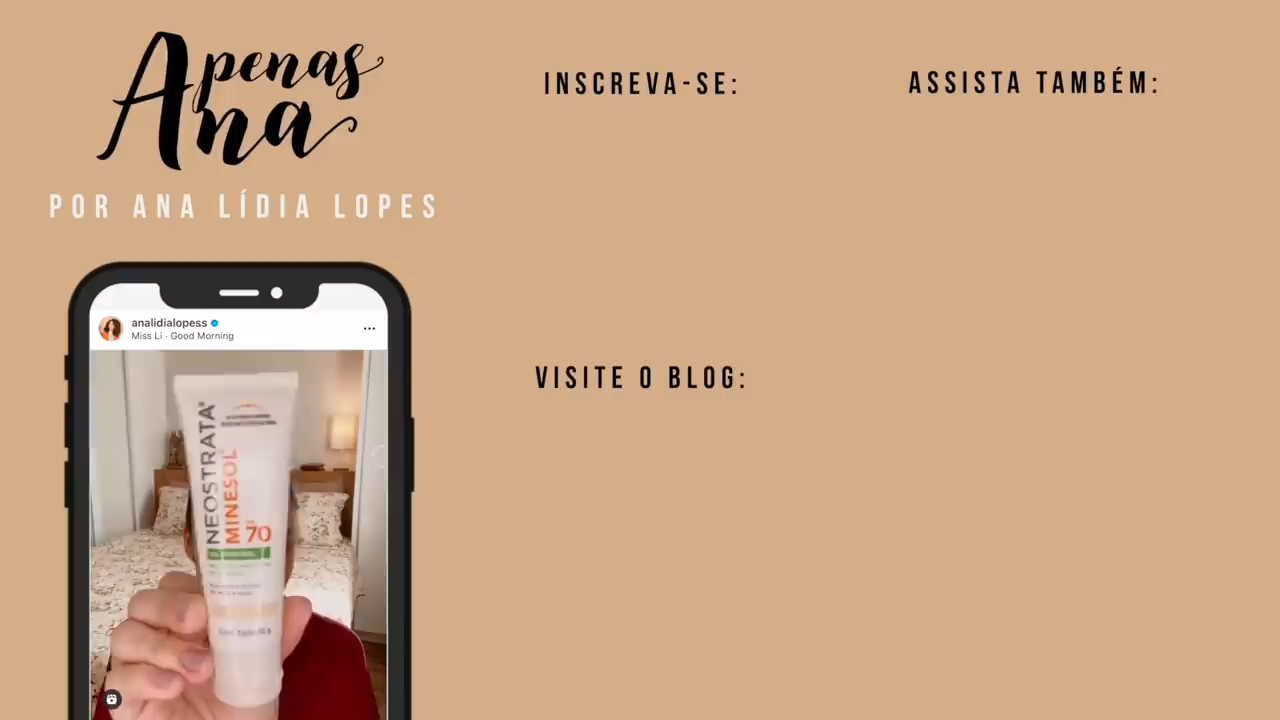 Apenas
Ana
POR ANA LÍDIA LOPES
INSCREVA-SE:
ASSISTA TAMBÉM:
VISITE O BLOG:
analidialopess
Miss Li · Good Morning
NEOSTRATA®
MINESOL
70